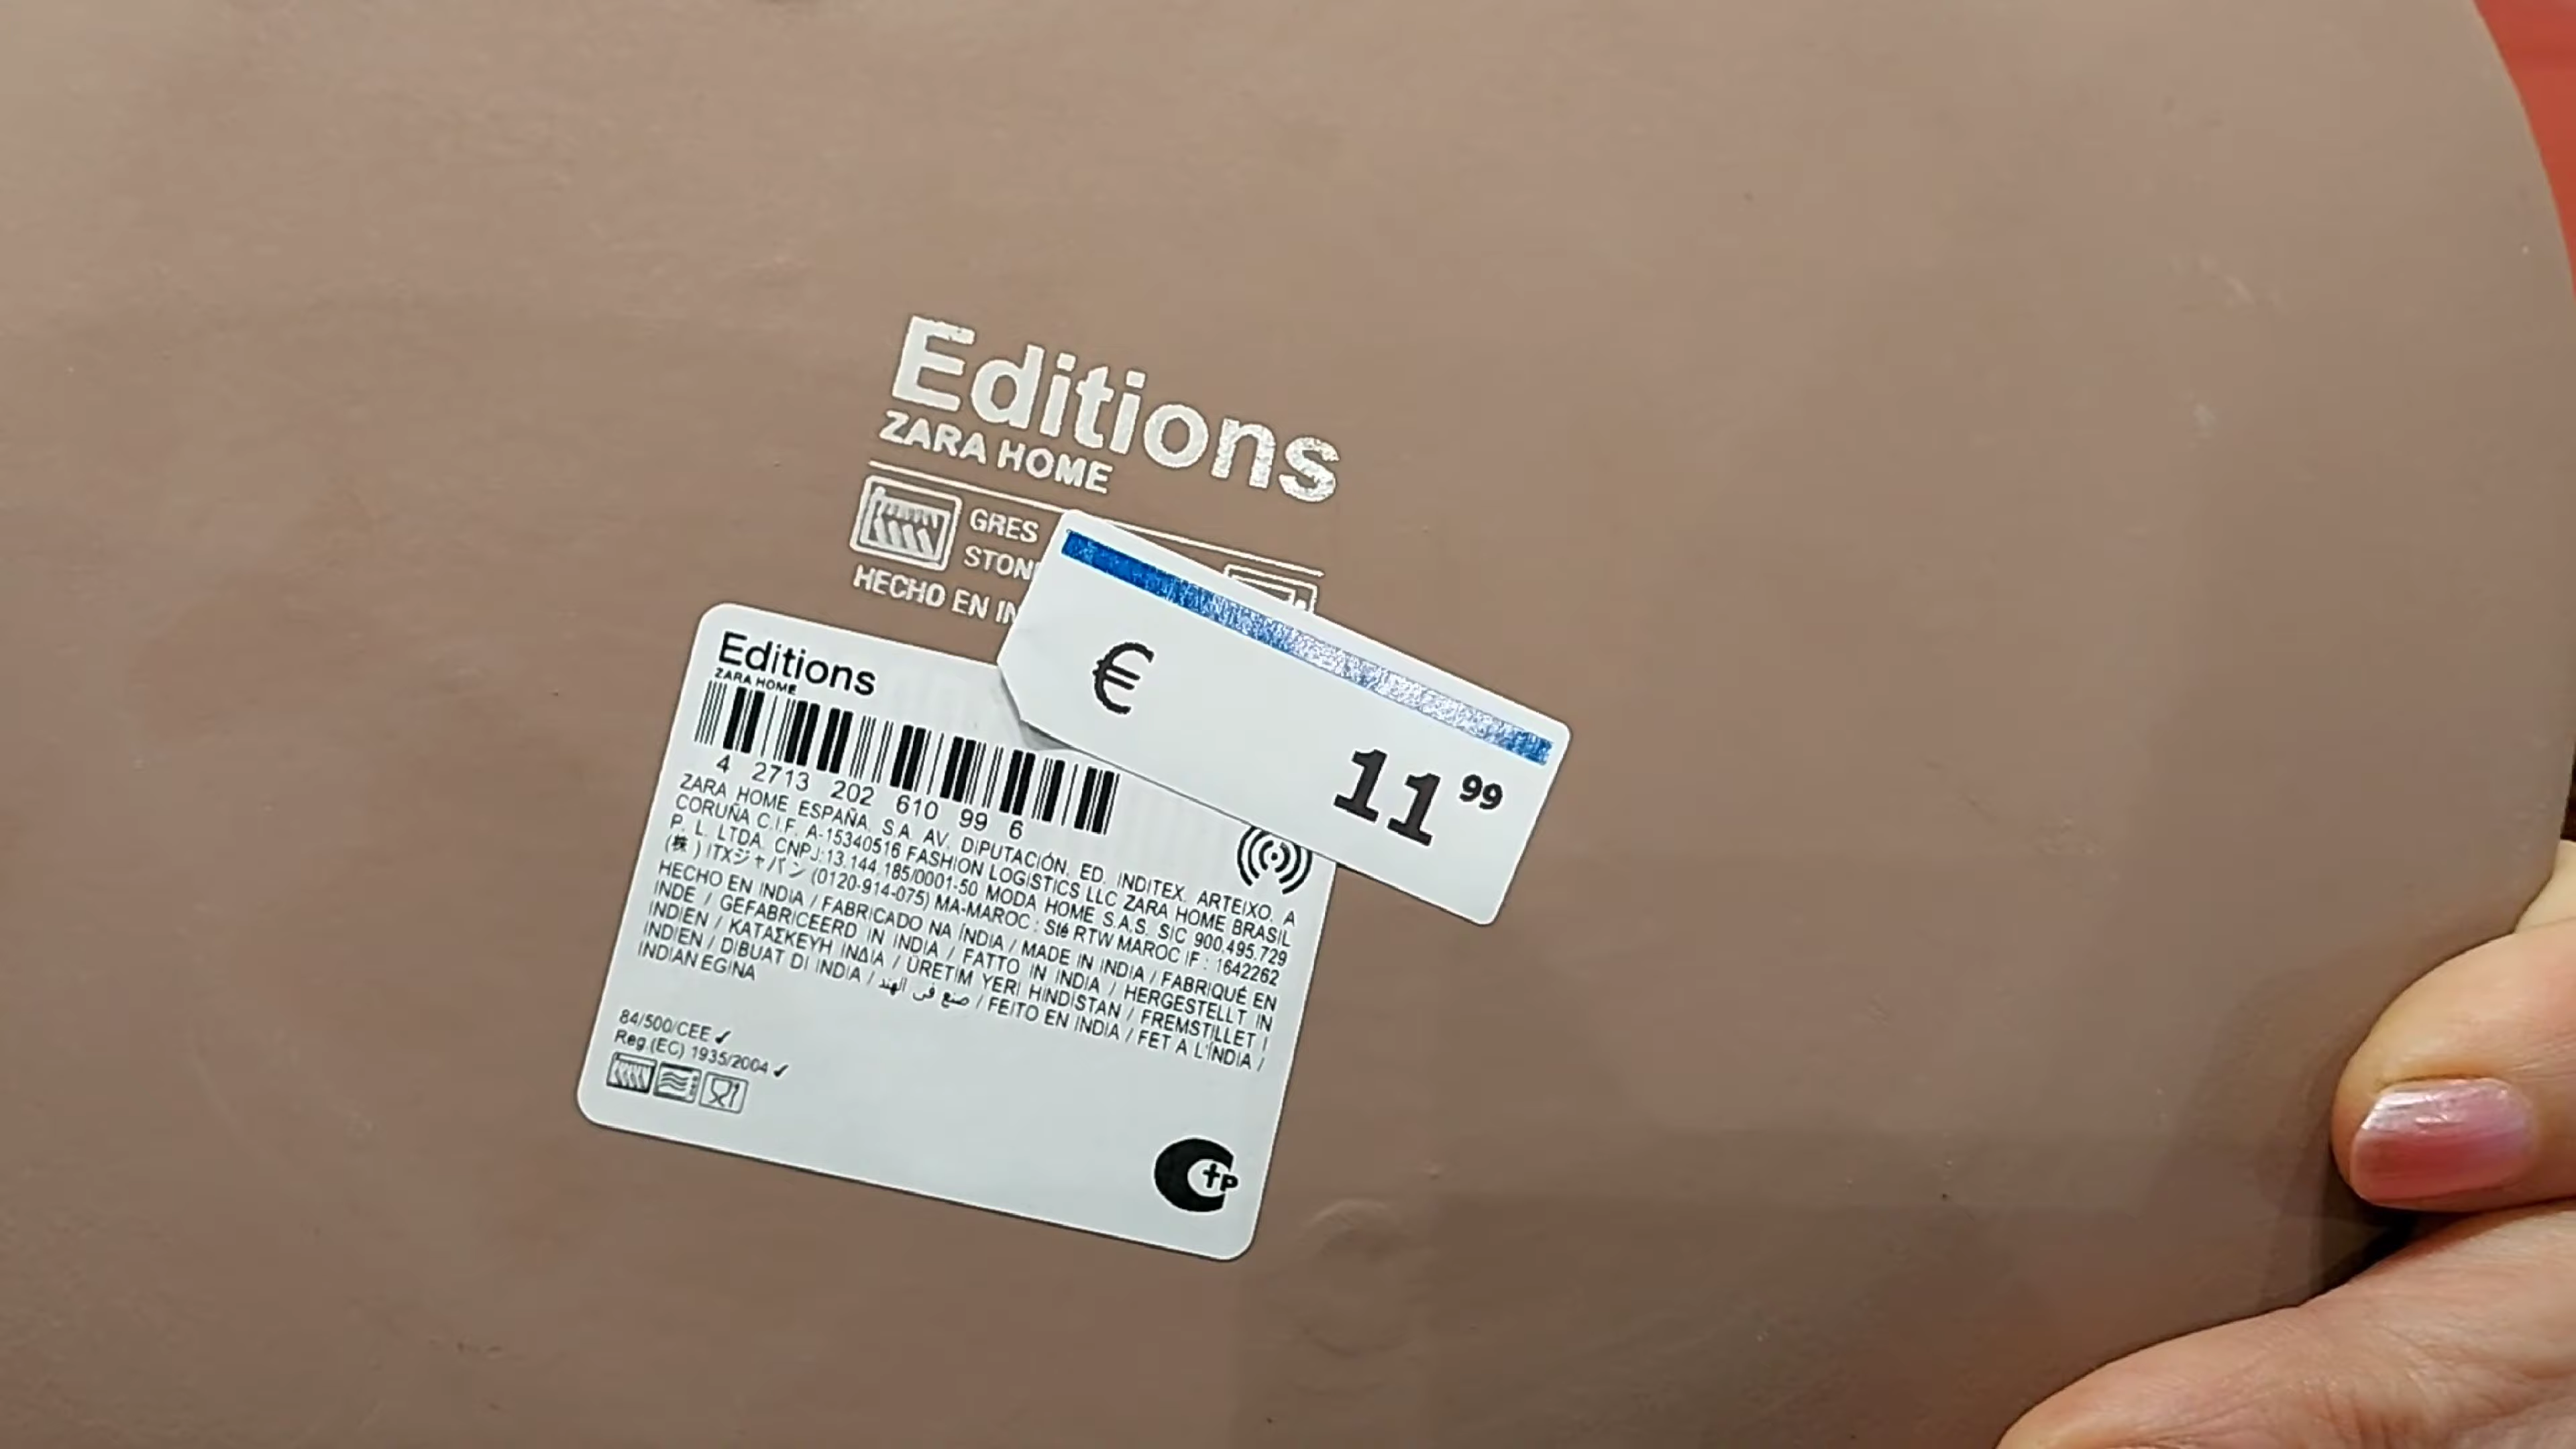 Editions
ZARA HOME
GRES
STON
HECHO EN IN
€ 11 99
Editions
ZARA HOME
4 2713 202 610 99 6
ZARA HOME ESPAÑA, S.A. AV. DIPUTACIÓN, ED. INDITEX, ARTEIXO, A
CORUÑA C.I.F. A-15340516 FASHION LOGISTICS LLC ZARA HOME BRASIL
P. L. LTDA. CNPJ:13.144.185/0001-50 MODA HOME S.A.S. SIC 900.495.729
(株) ITXジャパン (0120-914-075) MA-MAROC : Sté RTW MAROC IF : 1642262
HECHO EN INDIA / FABRICADO NA ÍNDIA / MADE IN INDIA / FABRIQUÉ EN
INDE / GEFABRICEERD IN INDIA / FATTO IN INDIA / HERGESTELLT IN
INDIEN / ΚΑΤΑΣΚΕΥΗ ΙΝΔΙΑ / ÜRETİM YERİ HİNDİSTAN / FREMSTILLET I
INDIEN / DIBUAT DI INDIA / صنع في الهند / FEITO EN INDIA / FET A L'ÍNDIA /
INDIAN EGINA
84/500/CEE ✓
Reg.(EC) 1935/2004 ✓